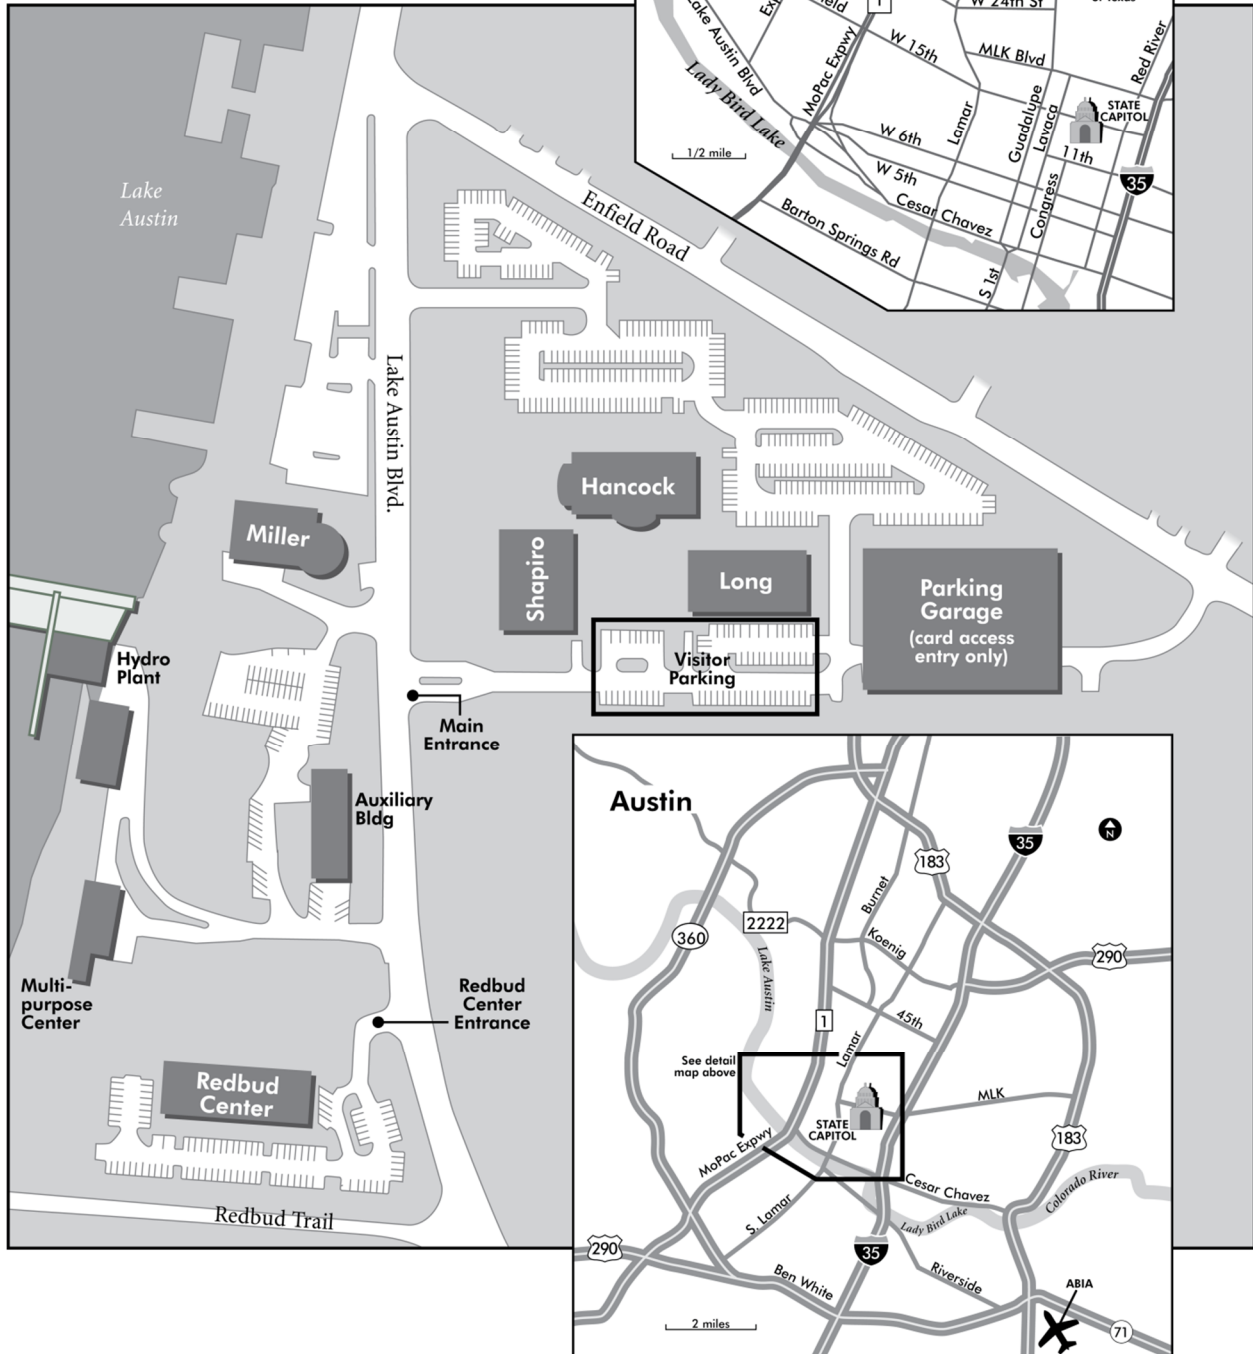 W 24th St
Lake Austin Blvd
W 15th
MLK Blvd
Red River
MoPac Expwy
Lady Bird Lake
1/2 mile
W 6th
Lamar
Guadalupe
Lavaca
STATE
CAPITOL
11th
35
W 5th
Cesar Chavez
Congress
Barton Springs Rd
S 1st
Lake
Austin
Enfield Road
Lake Austin Blvd.
Hancock
Miller
Shapiro
Long
Parking
Garage
(card access
entry only)
Visitor
Parking
Hydro
Plant
Main
Entrance
Auxiliary
Bldg
Multi-
purpose
Center
Redbud
Center
Entrance
Redbud
Center
Redbud Trail
Austin
N
35
183
Burnet
2222
360
Koenig
290
Lake Austin
1
45th
Lamar
See detail
map above
MLK
STATE
CAPITOL
183
MoPac Expwy
Cesar Chavez
Colorado River
S. Lamar
Lady Bird Lake
290
35
Ben White
Riverside
ABIA
2 miles
71